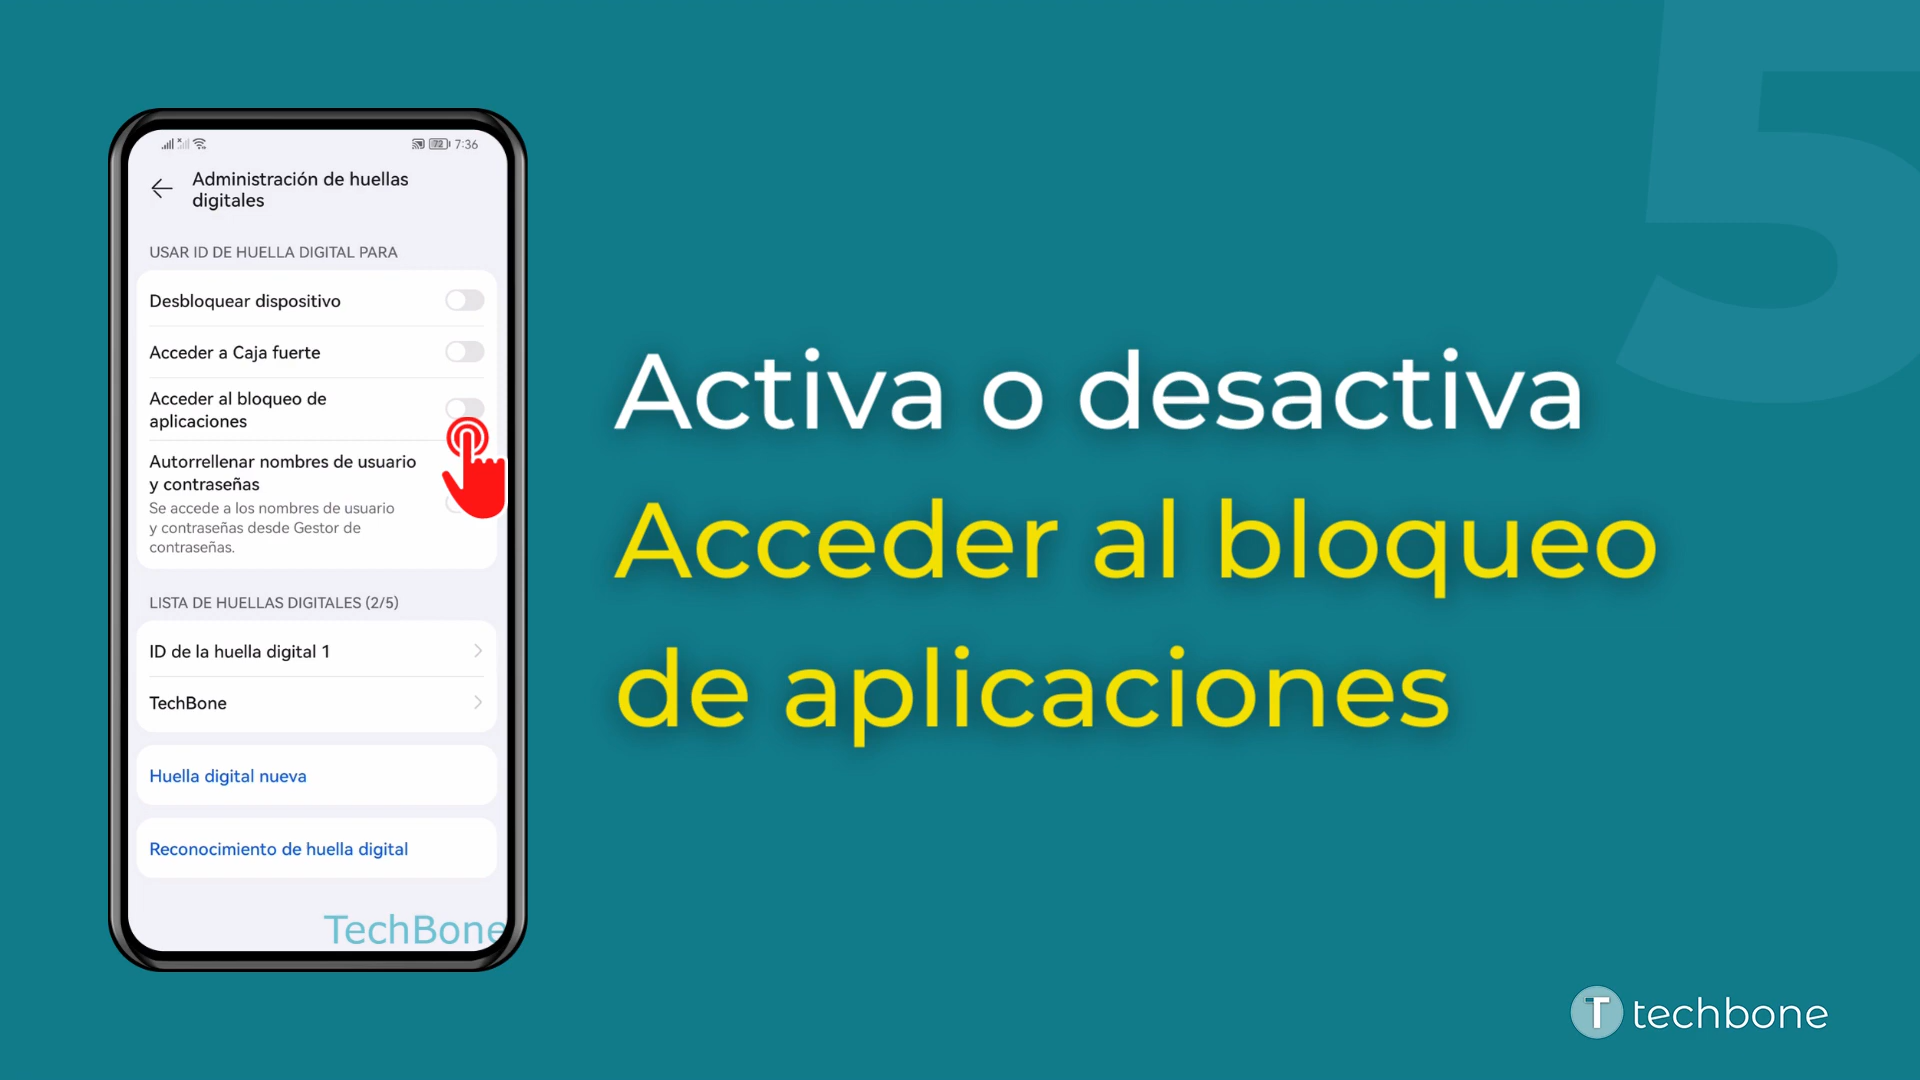 5
72 7:36
Administración de huellas
digitales
USAR ID DE HUELLA DIGITAL PARA
Desbloquear dispositivo
Acceder a Caja fuerte
Acceder al bloqueo de
aplicaciones
Autorrellenar nombres de usuario
y contraseñas
Se accede a los nombres de usuario
y contraseñas desde Gestor de
contraseñas.
LISTA DE HUELLAS DIGITALES (2/5)
ID de la huella digital 1
TechBone
Huella digital nueva
Reconocimiento de huella digital
TechBone
Activa o desactiva
Acceder al bloqueo
de aplicaciones
T techbone